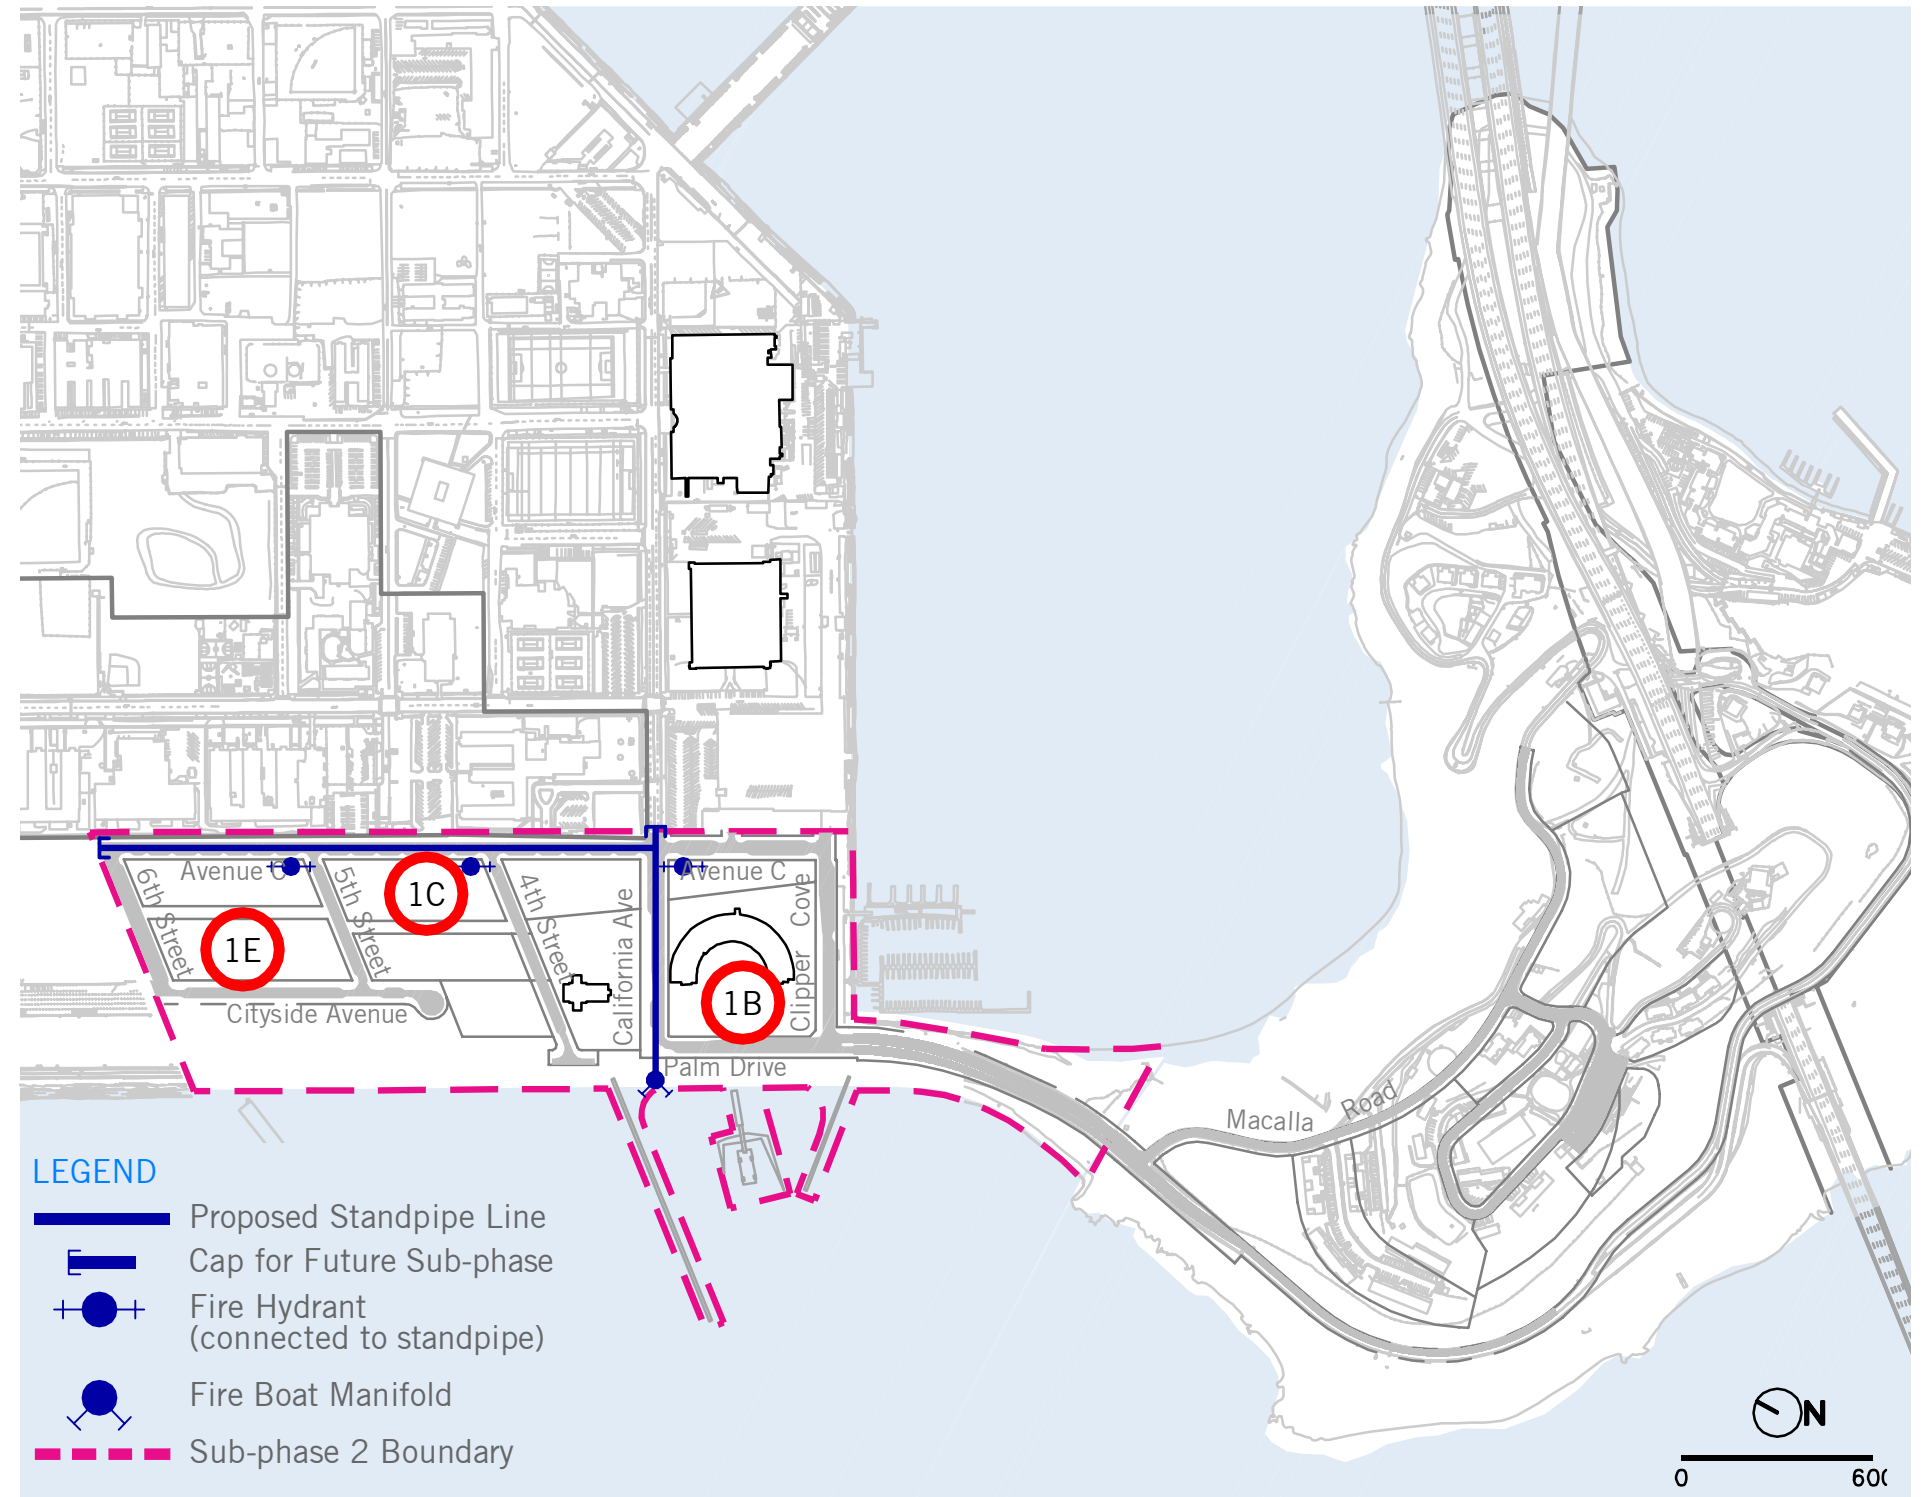 Avenue C
Avenue C
6th Street
5th Street
4th Street
California Ave
Clipper Cove
1C
1E
1B
Cityside Avenue
Palm Drive
Macalla Road
LEGEND
Proposed Standpipe Line
Cap for Future Sub-phase
Fire Hydrant
(connected to standpipe)
Fire Boat Manifold
Sub-phase 2 Boundary
N
0
600